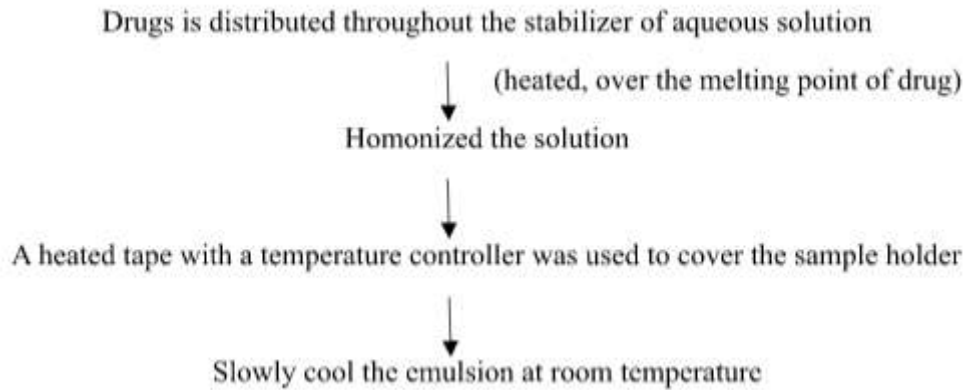 Drugs is distributed throughout the stabilizer of aqueous solution
(heated, over the melting point of drug)
Homonized the solution
A heated tape with a temperature controller was used to cover the sample holder
Slowly cool the emulsion at room temperature